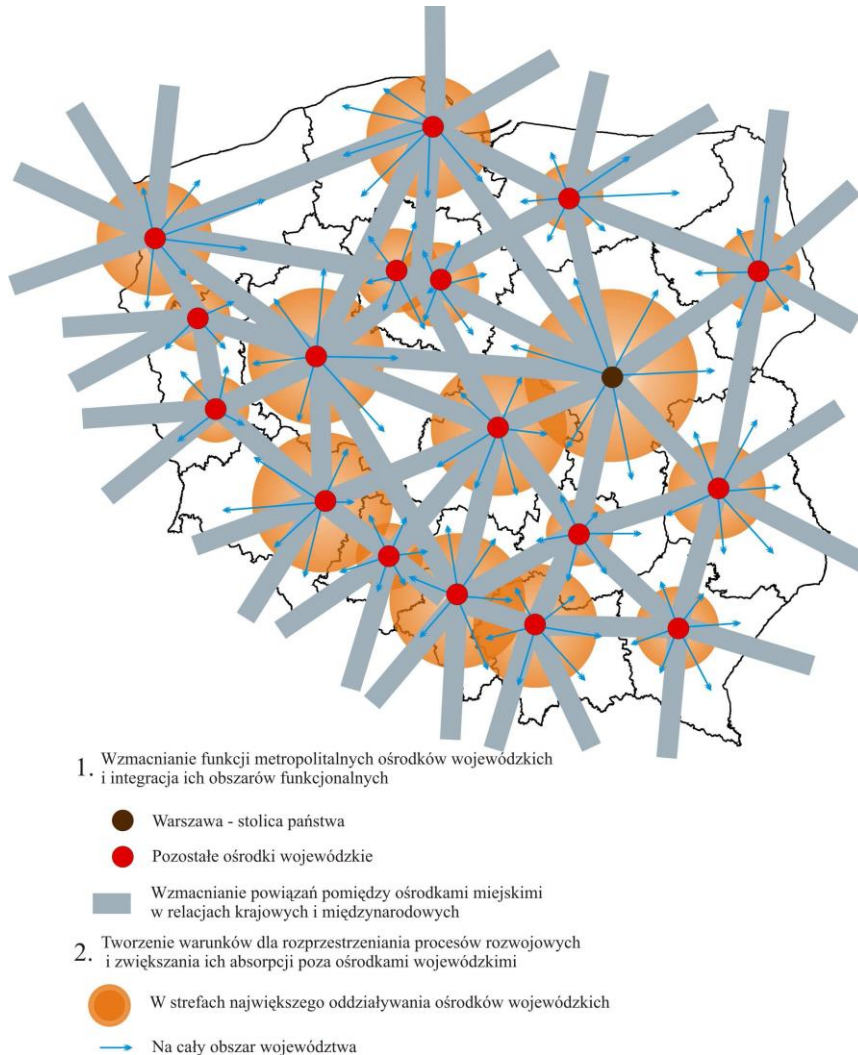 1. Wzmacnianie funkcji metropolitalnych ośrodków wojewódzkich
i integracja ich obszarów funkcjonalnych
Warszawa - stolica państwa
Pozostałe ośrodki wojewódzkie
Wzmacnianie powiązań pomiędzy ośrodkami miejskimi
w relacjach krajowych i międzynarodowych
2. Tworzenie warunków dla rozprzestrzeniania procesów rozwojowych
i zwiększania ich absorpcji poza ośrodkami wojewódzkimi
W strefach największego oddziaływania ośrodków wojewódzkich
Na cały obszar województwa